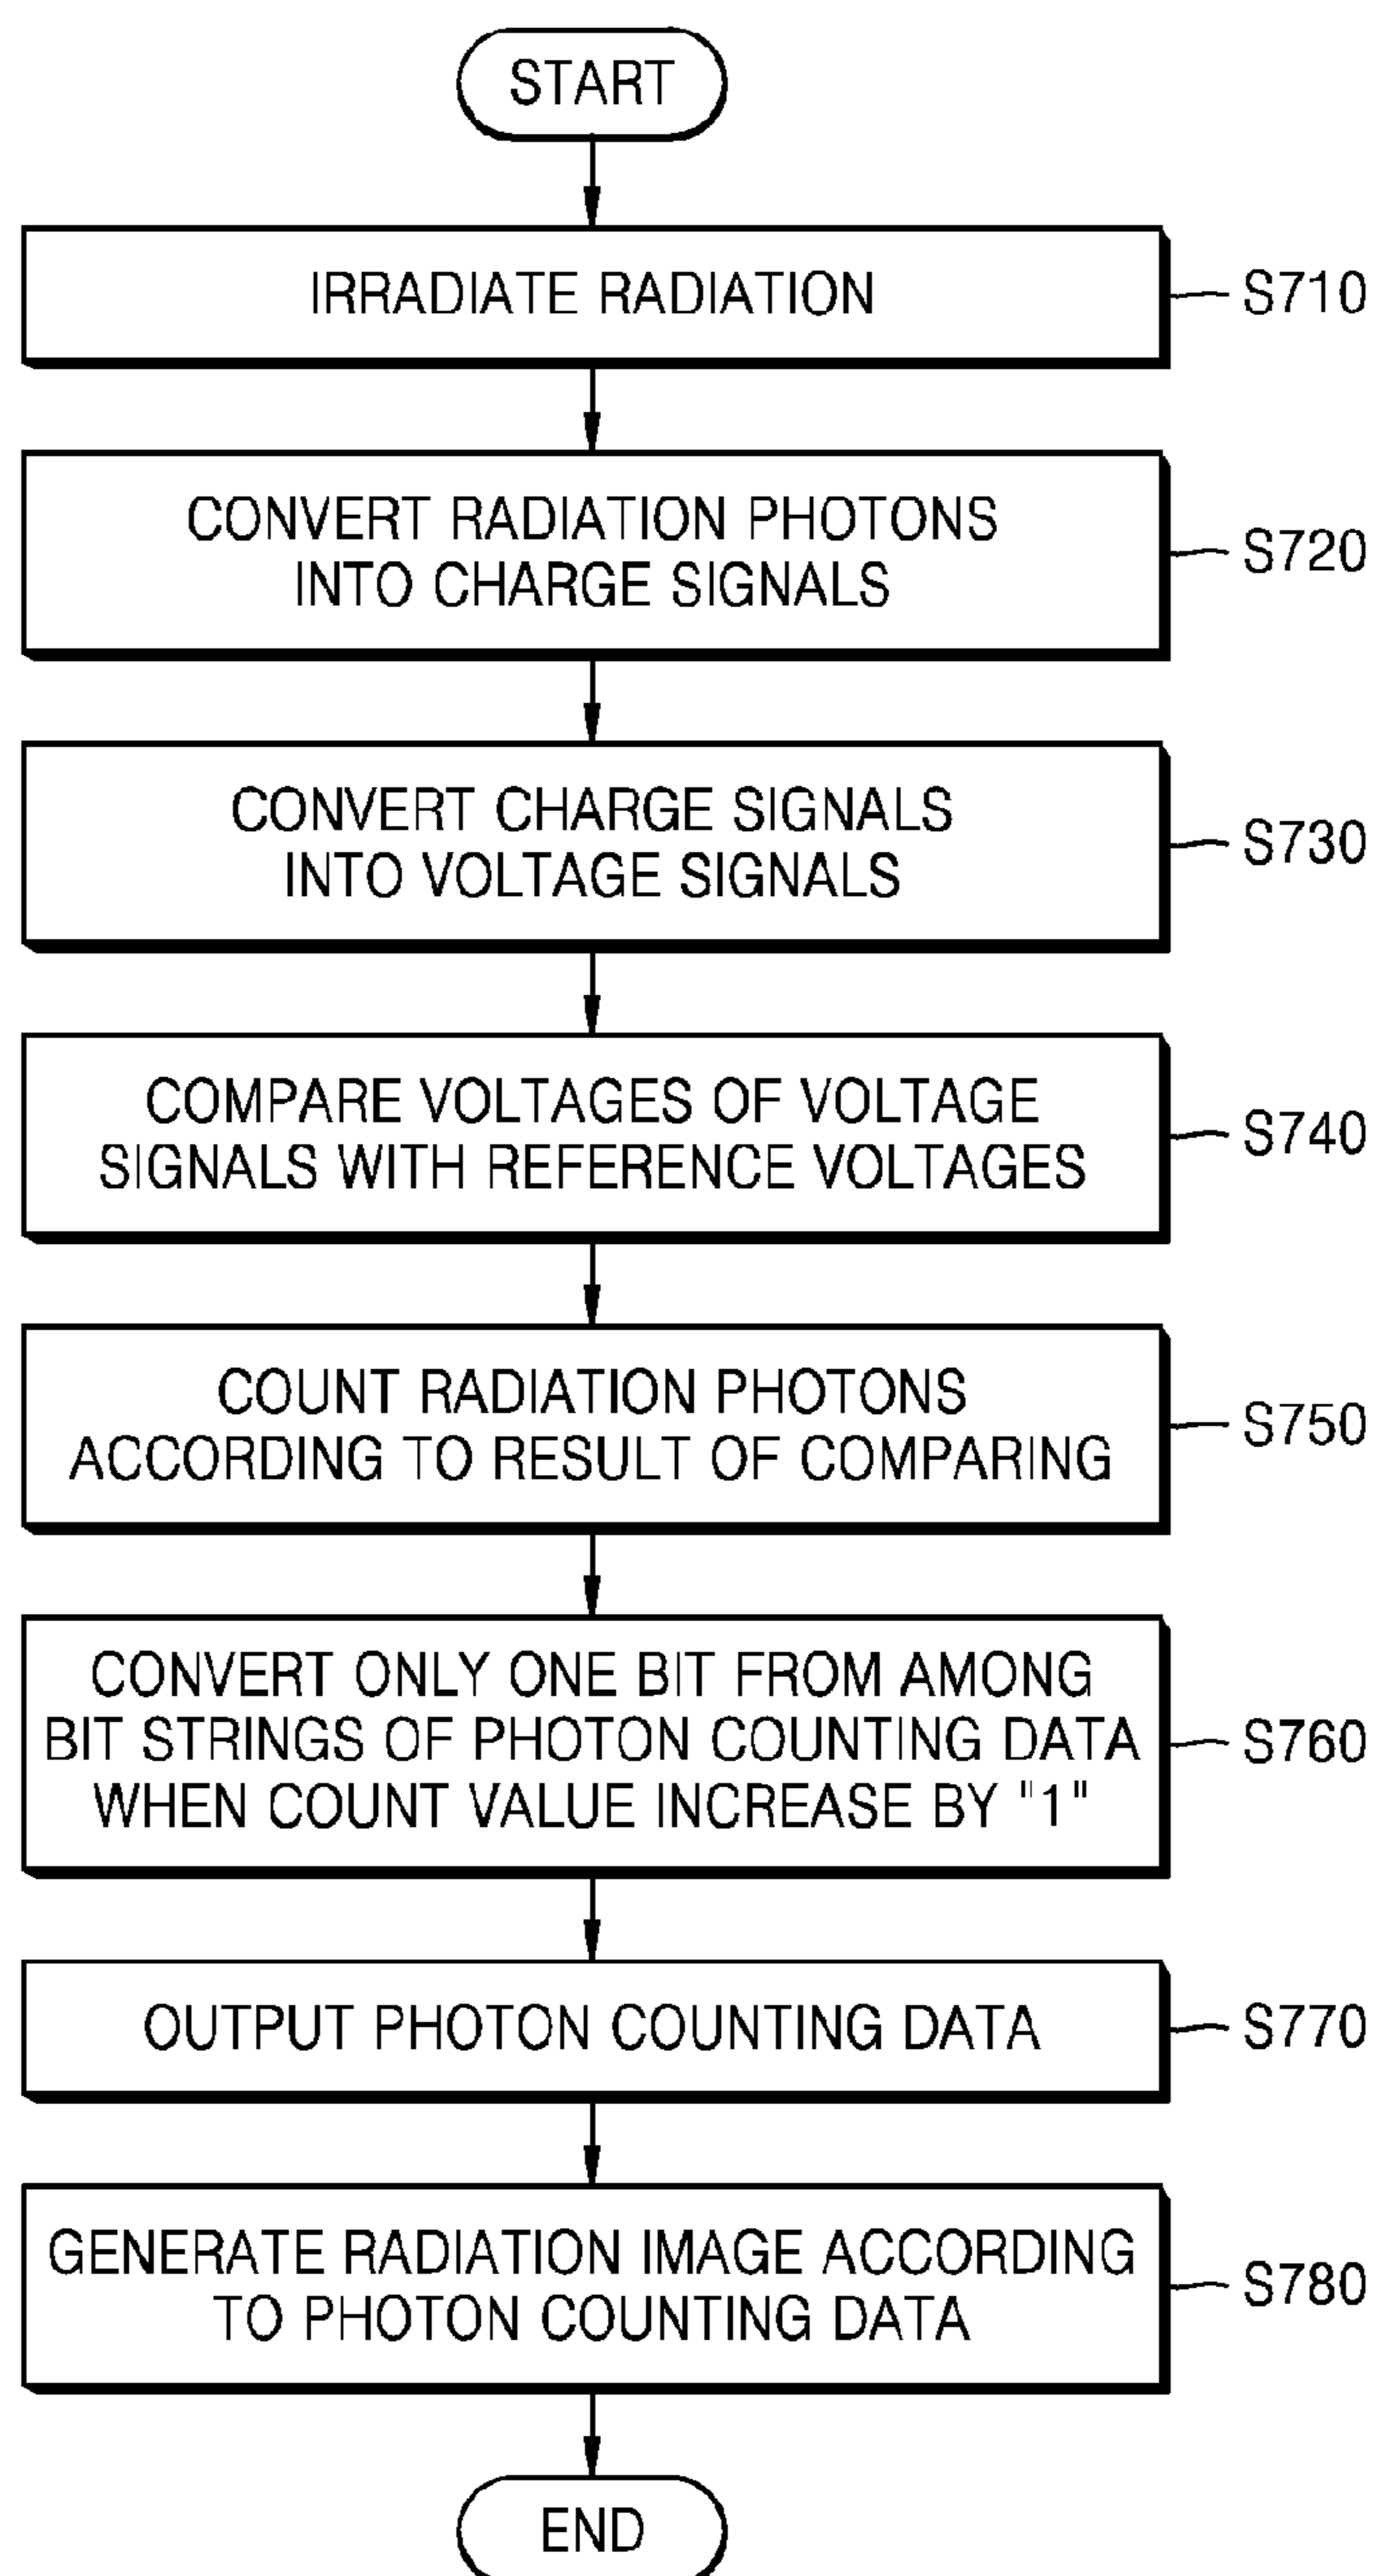 START
IRRADIATE RADIATION
S710
CONVERT RADIATION PHOTONS
INTO CHARGE SIGNALS
S720
CONVERT CHARGE SIGNALS
INTO VOLTAGE SIGNALS
S730
COMPARE VOLTAGES OF VOLTAGE
SIGNALS WITH REFERENCE VOLTAGES
S740
COUNT RADIATION PHOTONS
ACCORDING TO RESULT OF COMPARING
S750
CONVERT ONLY ONE BIT FROM AMONG
BIT STRINGS OF PHOTON COUNTING DATA
WHEN COUNT VALUE INCREASE BY "1"
S760
OUTPUT PHOTON COUNTING DATA
S770
GENERATE RADIATION IMAGE ACCORDING
TO PHOTON COUNTING DATA
S780
END